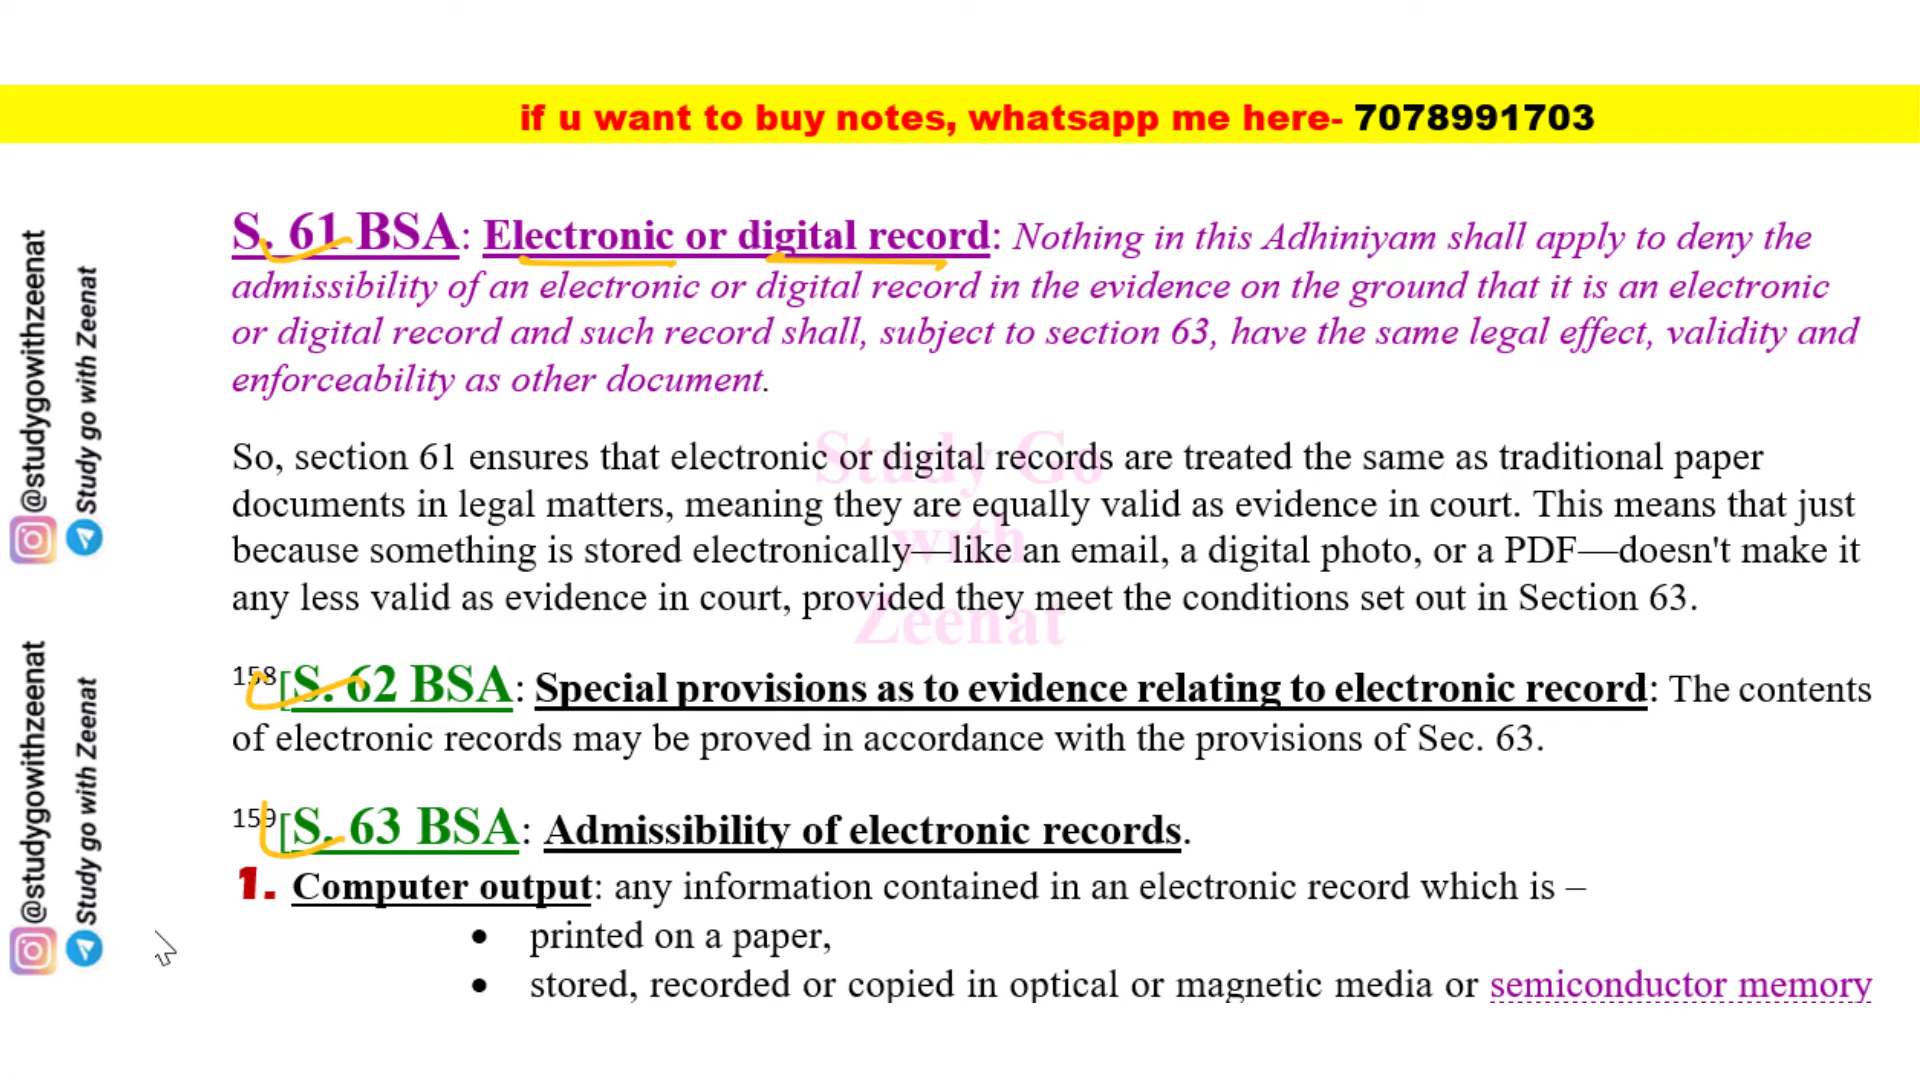 if u want to buy notes, whatsapp me here- 7078991703
S. 61 BSA: Electronic or digital record: Nothing in this Adhiniyam shall apply to deny the
admissibility of an electronic or digital record in the evidence on the ground that it is an electronic
or digital record and such record shall, subject to section 63, have the same legal effect, validity and
enforceability as other document.
So, section 61 ensures that electronic or digital records are treated the same as traditional paper
documents in legal matters, meaning they are equally valid as evidence in court. This means that just
because something is stored electronically—like an email, a digital photo, or a PDF—doesn't make it
any less valid as evidence in court, provided they meet the conditions set out in Section 63.
158[S. 62 BSA: Special provisions as to evidence relating to electronic record: The contents
of electronic records may be proved in accordance with the provisions of Sec. 63.
159[S. 63 BSA: Admissibility of electronic records.
1. Computer output: any information contained in an electronic record which is –
• printed on a paper,
• stored, recorded or copied in optical or magnetic media or semiconductor memory
Study Go
with
Zeenat
@studygowithzeenat
Study go with Zeenat
@studygowithzeenat
Study go with Zeenat